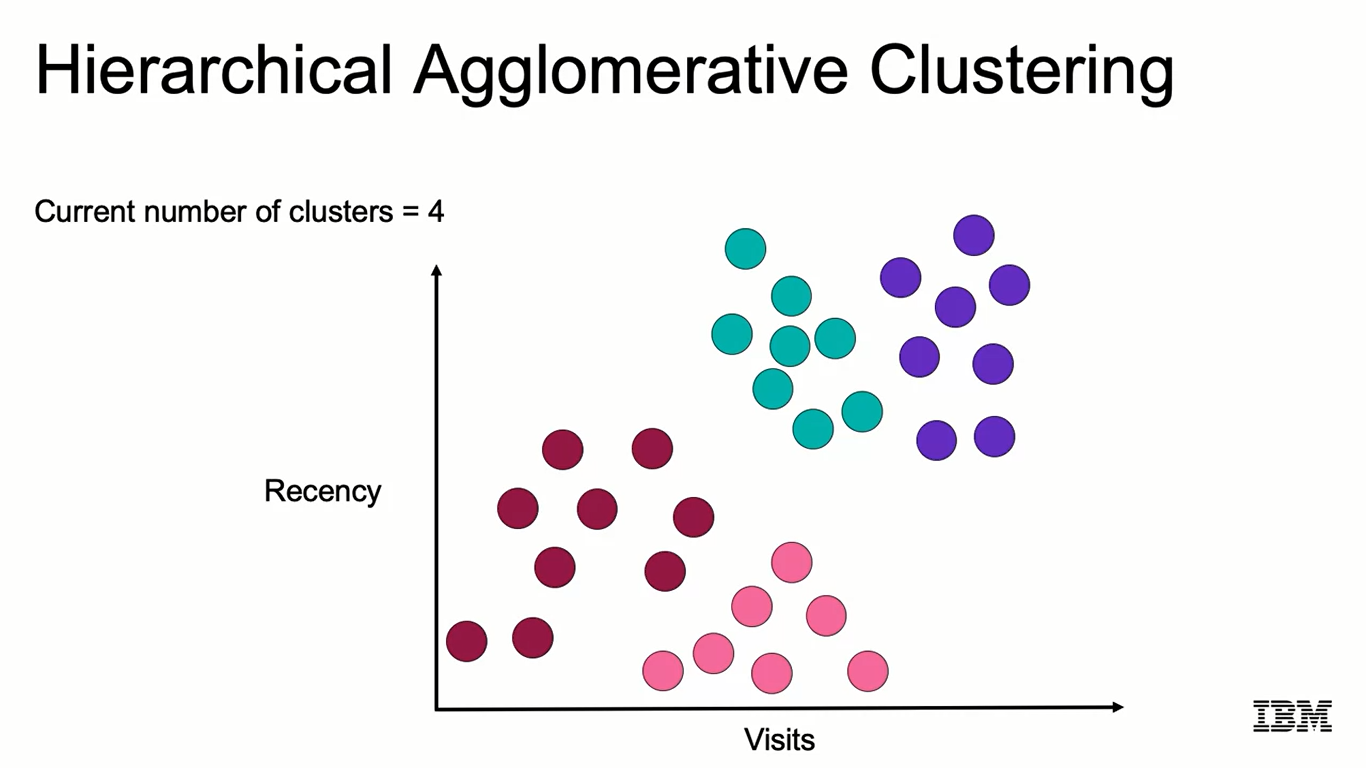 Hierarchical Agglomerative Clustering
Current number of clusters = 4
Recency
Visits
IBM